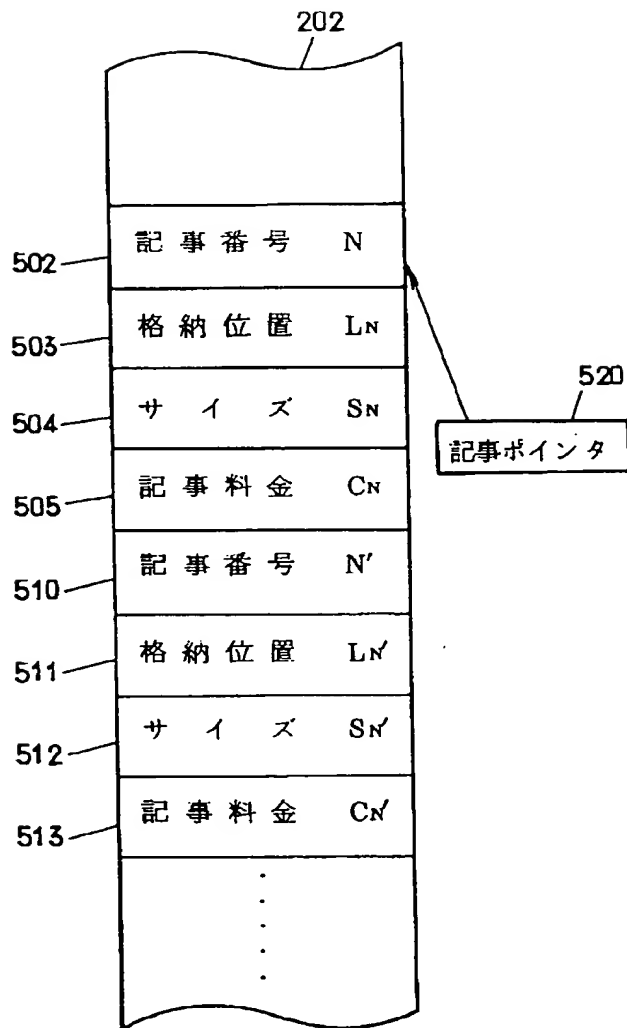 202
502 記事番号 N
503 格納位置 LN
504 サイズ SN
505 記事料金 CN
510 記事番号 N′
511 格納位置 LN′
512 サイズ SN′
513 記事料金 CN′
520
記事ポインタ